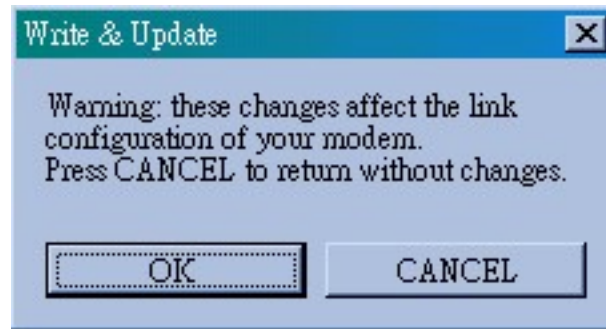 Write & Update
Warning: these changes affect the link
configuration of your modem.
Press CANCEL to return without changes.
OK
CANCEL